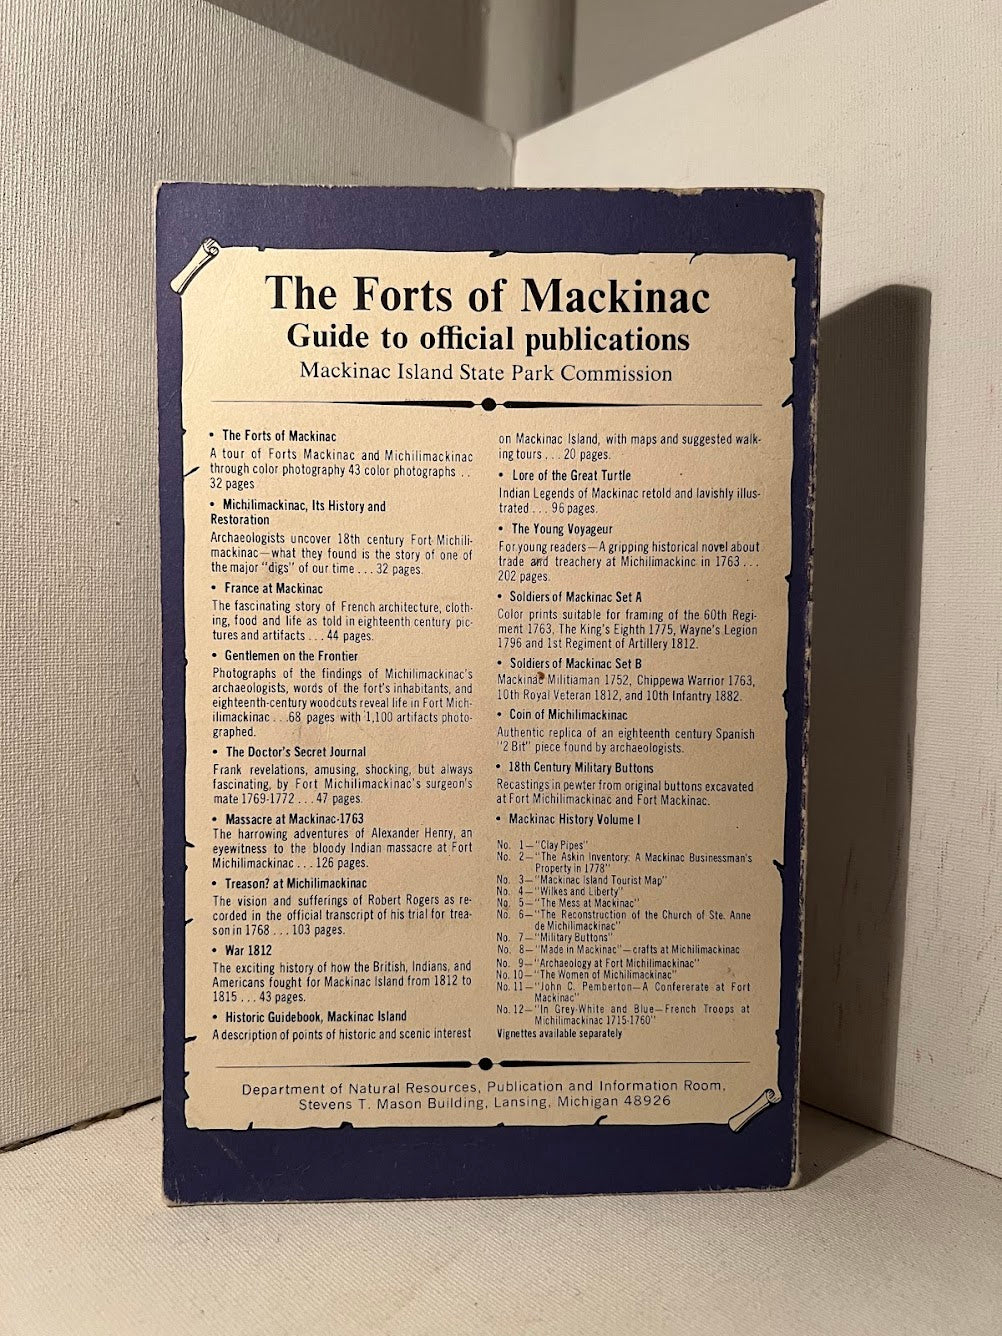 The Forts of Mackinac
Guide to official publications
Mackinac Island State Park Commission
• The Forts of Mackinac
A tour of Forts Mackinac and Michilimackinac
through color photography 43 color photographs . .
32 pages
• Michilimackinac, Its History and
Restoration
Archaeologists uncover 18th century Fort Michili-
mackinac—what they found is the story of one of
the major "digs" of our time . . . 32 pages.
• France at Mackinac
The fascinating story of French architecture, cloth-
ing, food and life as told in eighteenth century pic-
tures and artifacts . . . 44 pages.
• Gentlemen on the Frontier
Photographs of the findings of Michilimackinac's
archaeologists, words of the fort's inhabitants, and
eighteenth-century woodcuts reveal life in Fort Mich-
ilimackinac . . .68 pages with 1,100 artifacts photo-
graphed.
• The Doctor's Secret Journal
Frank revelations, amusing, shocking, but always
fascinating, by Fort Michilimackinac's surgeon's
mate 1769-1772 . . . 47 pages.
• Massacre at Mackinac-1763
The harrowing adventures of Alexander Henry, an
eyewitness to the bloody Indian massacre at Fort
Michilimackinac . . . 126 pages.
• Treason? at Michilimackinac
The vision and sufferings of Robert Rogers as re-
corded in the official transcript of his trial for trea-
son in 1768 . . . 103 pages.
• War 1812
The exciting history of how the British, Indians, and
Americans fought for Mackinac Island from 1812 to
1815 . . . 43 pages.
• Historic Guidebook, Mackinac Island
A description of points of historic and scenic interest
on Mackinac Island, with maps and suggested walk-
ing tours . . . 20 pages.
• Lore of the Great Turtle
Indian Legends of Mackinac retold and lavishly illus-
trated . . . 96 pages.
• The Young Voyageur
For young readers—A gripping historical novel about
trade and treachery at Michilimackinc in 1763 . . .
202 pages.
• Soldiers of Mackinac Set A
Color prints suitable for framing of the 60th Regi-
ment 1763, The King's Eighth 1775, Wayne's Legion
1796 and 1st Regiment of Artillery 1812.
• Soldiers of Mackinac Set B
Mackinac Militiaman 1752, Chippewa Warrior 1763,
10th Royal Veteran 1812, and 10th Infantry 1882.
• Coin of Michilimackinac
Authentic replica of an eighteenth century Spanish
"2 Bit" piece found by archaeologists.
• 18th Century Military Buttons
Recastings in pewter from original buttons excavated
at Fort Michilimackinac and Fort Mackinac.
• Mackinac History Volume I
No. 1—"Clay Pipes"
No. 2—"The Askin Inventory: A Mackinac Businessman's
Property in 1778"
No. 3—"Mackinac Island Tourist Map"
No. 4—"Wilkes and Liberty"
No. 5—"The Mess at Mackinac"
No. 6—"The Reconstruction of the Church of Ste. Anne
de Michilimackinac"
No. 7—"Military Buttons"
No. 8—"Made in Mackinac"—crafts at Michilimackinac
No. 9—"Archaeology at Fort Michilimackinac"
No. 10—"The Women of Michilimackinac"
No. 11—"John C. Pemberton—A Confererate at Fort
Mackinac"
No. 12—"In Grey-White and Blue—French Troops at
Michilimackinac 1715-1760"
Vignettes available separately
Department of Natural Resources, Publication and Information Room,
Stevens T. Mason Building, Lansing, Michigan 48926